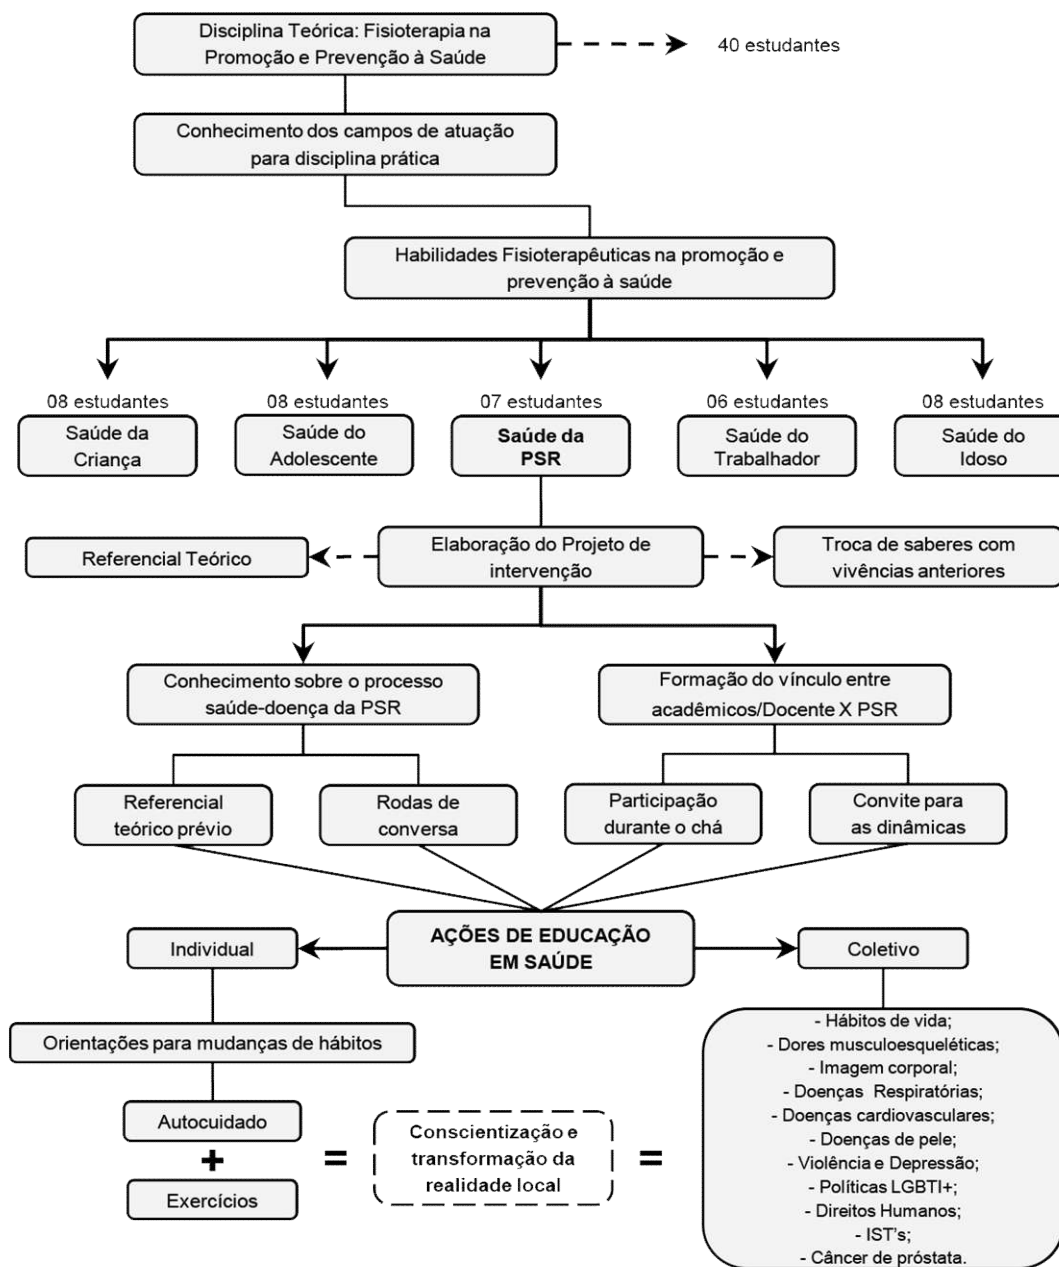 Disciplina Teórica: Fisioterapia na
Promoção e Prevenção à Saúde
40 estudantes
Conhecimento dos campos de atuação
para disciplina prática
Habilidades Fisioterapêuticas na promoção e
prevenção à saúde
08 estudantes
08 estudantes
07 estudantes
06 estudantes
08 estudantes
Saúde da
Criança
Saúde do
Adolescente
Saúde da
PSR
Saúde do
Trabalhador
Saúde do
Idoso
Referencial Teórico
Elaboração do Projeto de
intervenção
Troca de saberes com
vivências anteriores
Conhecimento sobre o processo
saúde-doença da PSR
Formação do vínculo entre
acadêmicos/Docente X PSR
Referencial
teórico prévio
Rodas de
conversa
Participação
durante o chá
Convite para
as dinâmicas
AÇÕES DE EDUCAÇÃO
EM SAÚDE
Individual
Coletivo
Orientações para mudanças de hábitos
Autocuidado
+
Exercícios
=
Conscientização e
transformação da
realidade local
=
- Hábitos de vida;
- Dores musculoesqueléticas;
- Imagem corporal;
- Doenças Respiratórias;
- Doenças cardiovasculares;
- Doenças de pele;
- Violência e Depressão;
- Políticas LGBTI+;
- Direitos Humanos;
- IST's;
- Câncer de próstata.